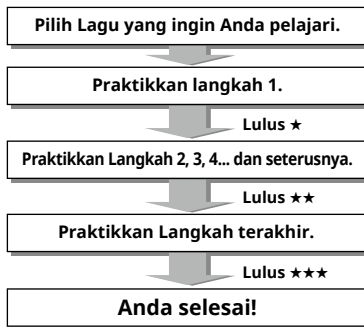 Pilih Lagu yang ingin Anda pelajari.
Praktikkan langkah 1.
Lulus ★
Praktikkan Langkah 2, 3, 4... dan seterusnya.
Lulus ★★
Praktikkan Langkah terakhir.
Lulus ★★★
Anda selesai!